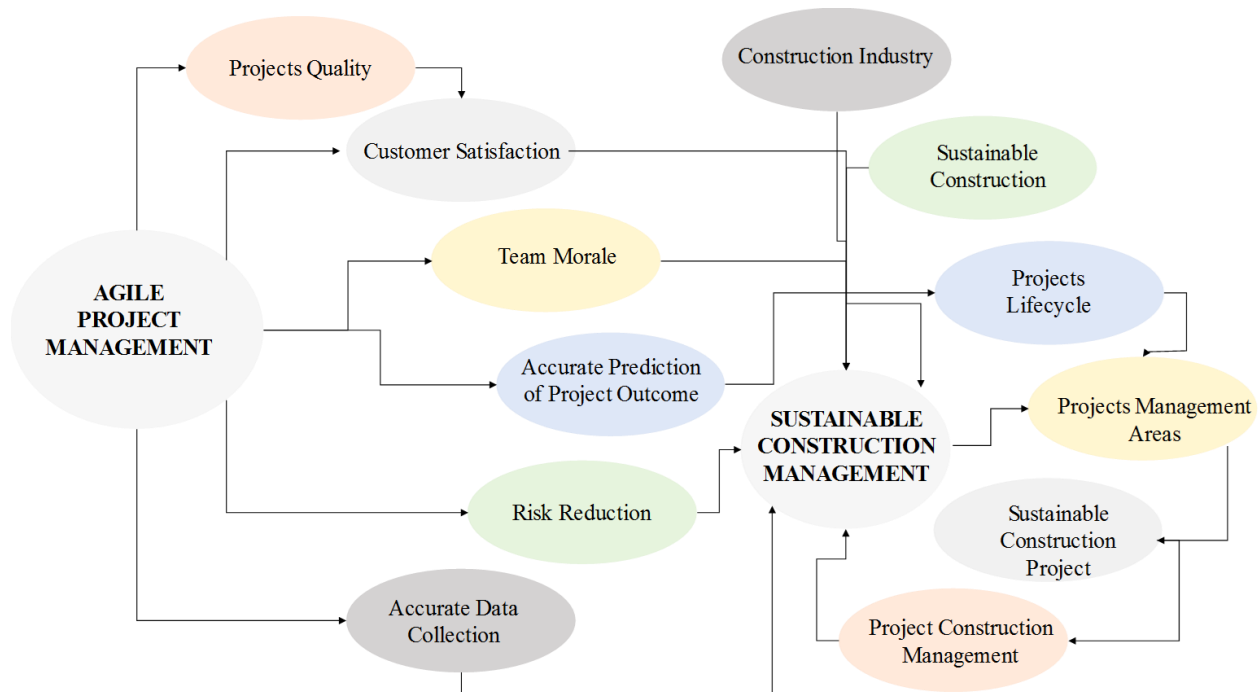 Projects Quality
Construction Industry
Customer Satisfaction
Sustainable
Construction
Team Morale
AGILE
PROJECT
MANAGEMENT
Projects
Lifecycle
Accurate Prediction
of Project Outcome
SUSTAINABLE
CONSTRUCTION
MANAGEMENT
Projects Management
Areas
Risk Reduction
Sustainable
Construction
Project
Accurate Data
Collection
Project Construction
Management